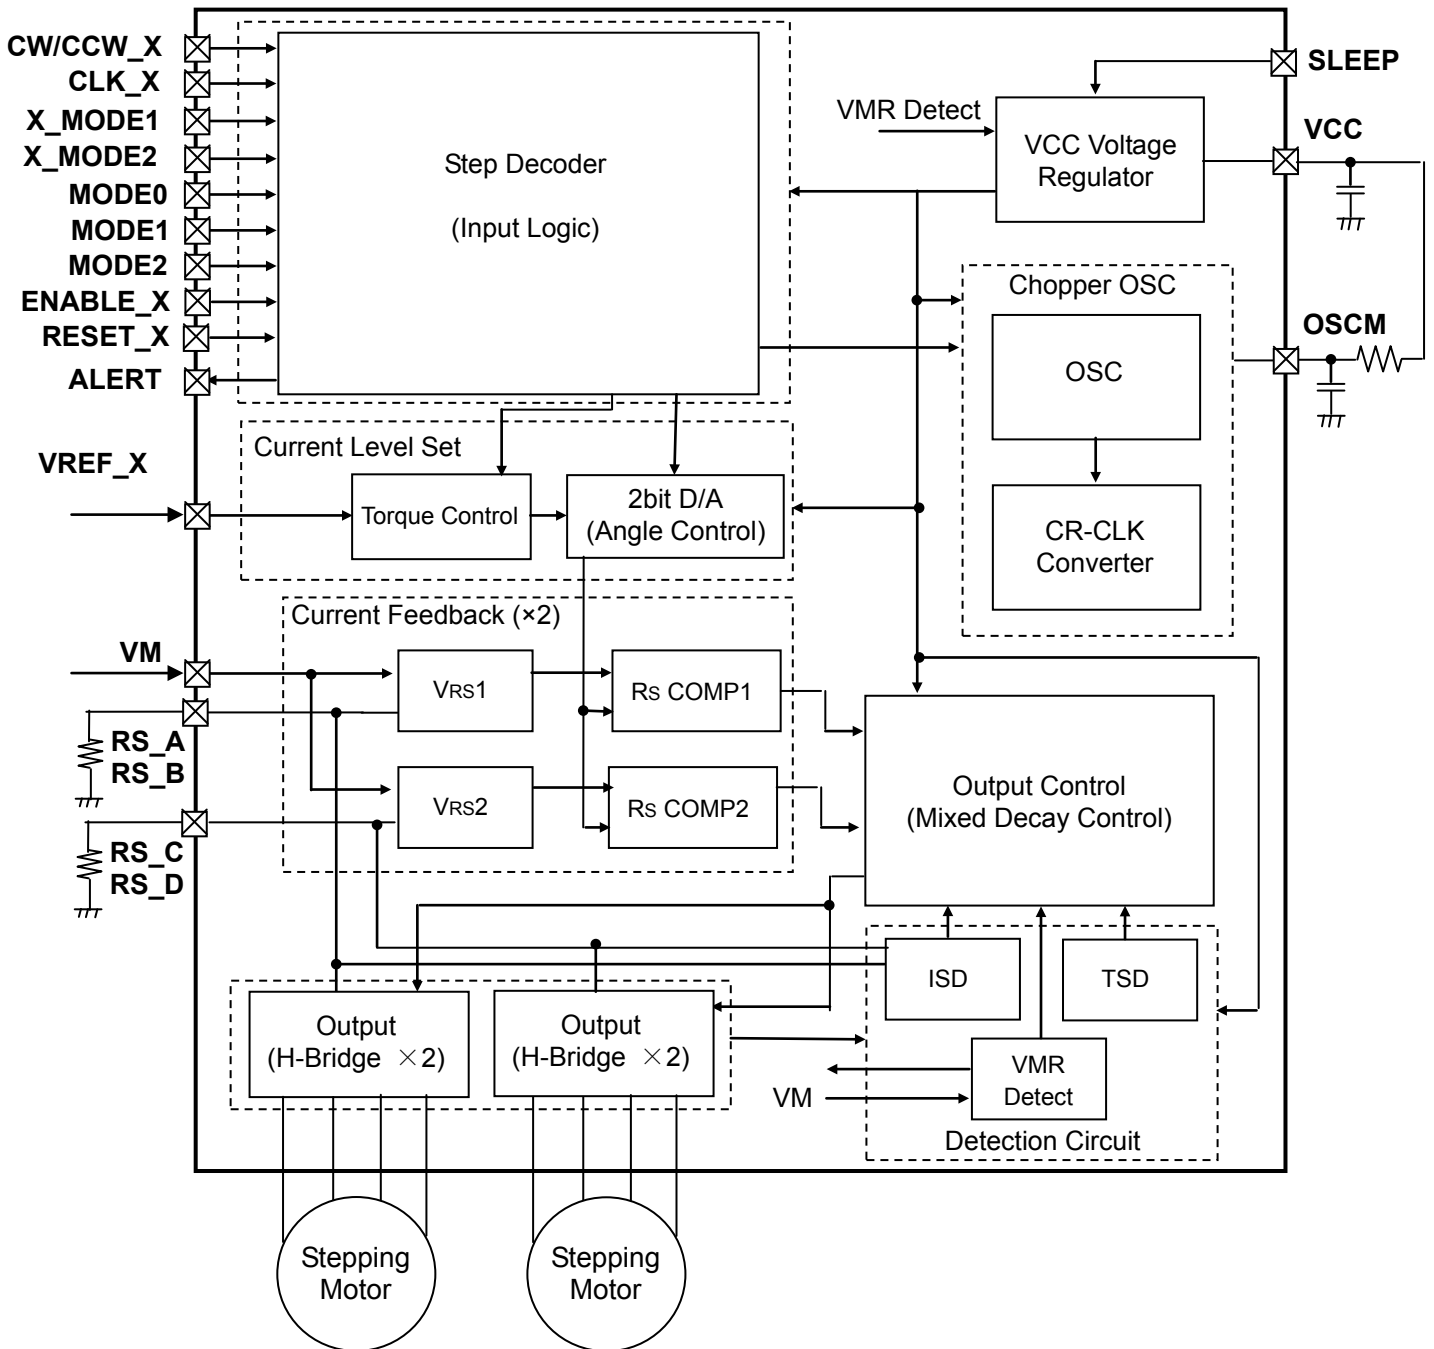 CW/CCW_X
CLK_X
X_MODE1
X_MODE2
MODE0
MODE1
MODE2
ENABLE_X
RESET_X
ALERT
Step Decoder
(Input Logic)
VMR Detect
VCC Voltage
Regulator
SLEEP
VCC
Chopper OSC
OSC
CR-CLK
Converter
OSCM
VREF_X
Current Level Set
Torque Control
2bit D/A
(Angle Control)
Current Feedback (×2)
VM
VRS1
RS COMP1
RS_A
RS_B
VRS2
RS COMP2
RS_C
RS_D
Output Control
(Mixed Decay Control)
ISD
TSD
Output
(H-Bridge ×2)
Output
(H-Bridge ×2)
VM
VMR
Detect
Detection Circuit
Stepping
Motor
Stepping
Motor